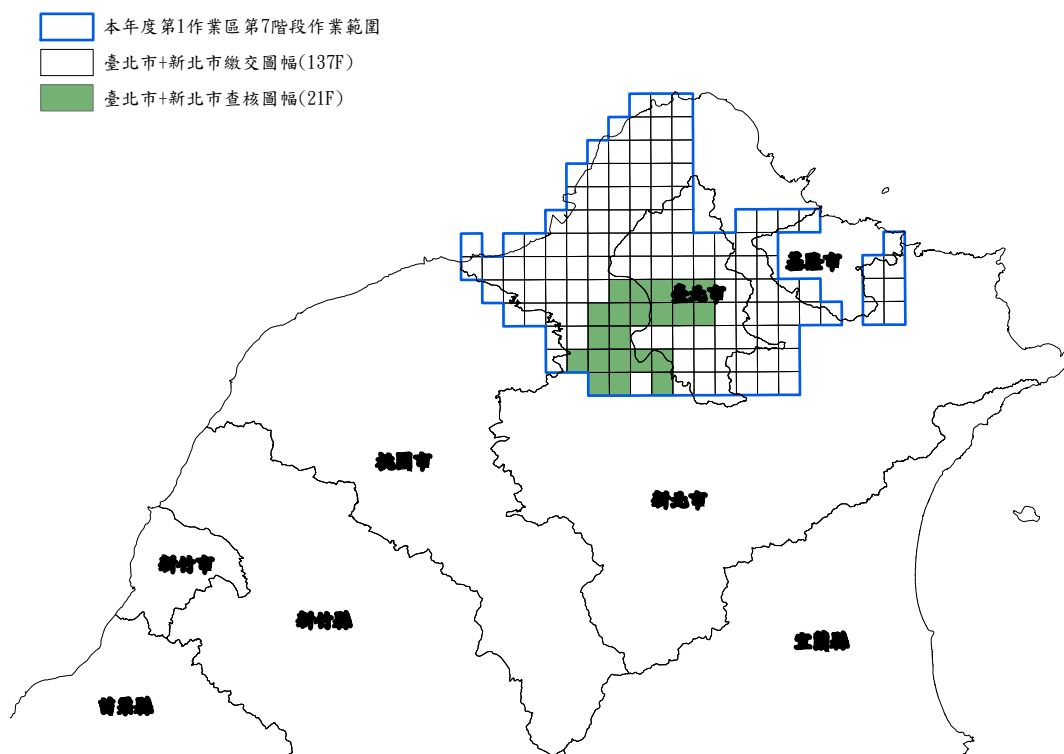 本年度第1作業區第7階段作業範圍
臺北市+新北市繳交圖幅(137F)
臺北市+新北市查核圖幅(21F)
基隆市
臺北市
桃園市
新北市
新竹市
新竹縣
宜蘭縣
苗栗縣